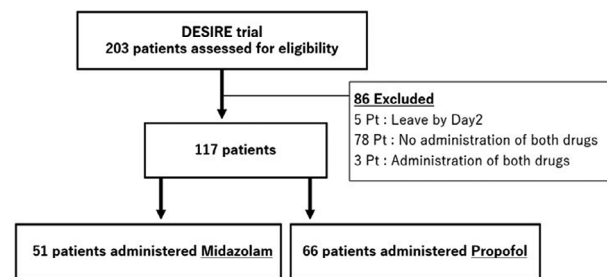 DESIRE trial
203 patients assessed for eligibility
86 Excluded
5 Pt : Leave by Day2
78 Pt : No administration of both drugs
3 Pt : Administration of both drugs
117 patients
51 patients administered Midazolam
66 patients administered Propofol